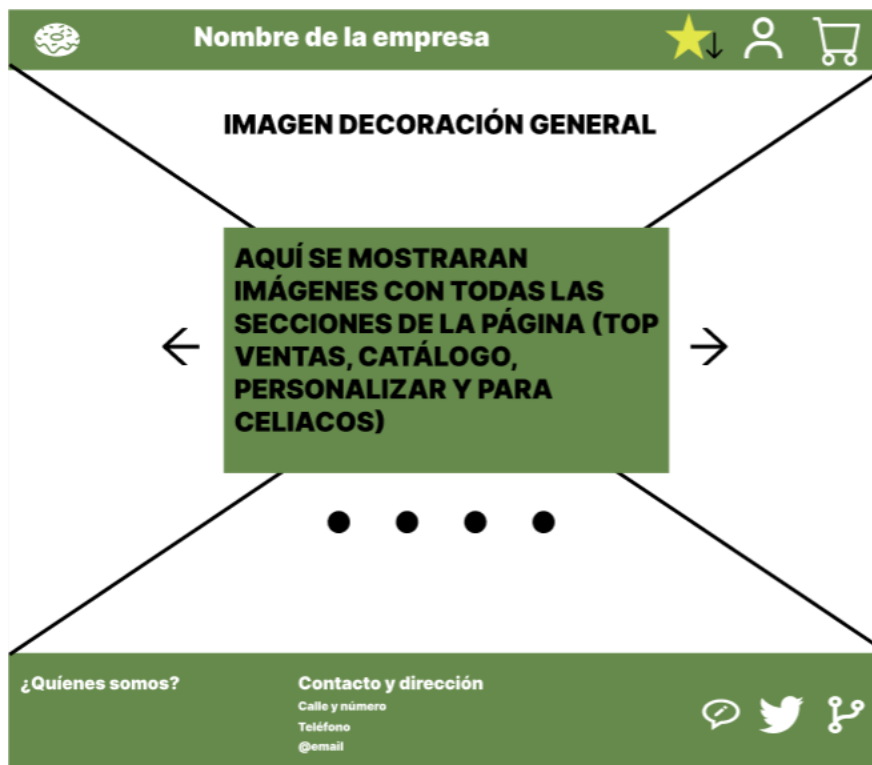 Nombre de la empresa
IMAGEN DECORACIÓN GENERAL
AQUÍ SE MOSTRARAN
IMÁGENES CON TODAS LAS
SECCIONES DE LA PÁGINA (TOP
VENTAS, CATÁLOGO,
PERSONALIZAR Y PARA
CELIACOS)
¿Quíenes somos?
Contacto y dirección
Calle y número
Teléfono
@email